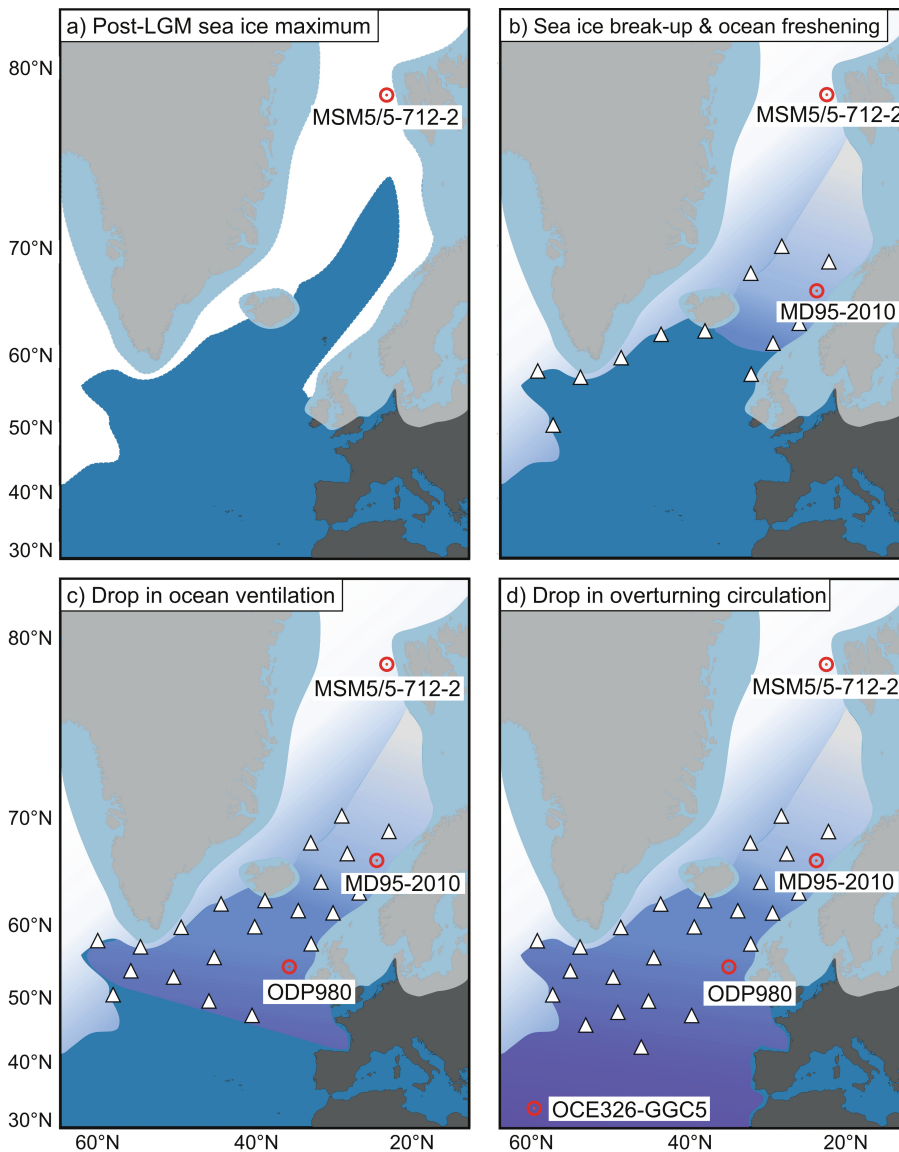 a) Post-LGM sea ice maximum
b) Sea ice break-up & ocean freshening
80°N
MSM5/5-712-2
MSM5/5-712-2
70°N
MD95-2010
60°N
50°N
40°N
30°N
c) Drop in ocean ventilation
d) Drop in overturning circulation
80°N
MSM5/5-712-2
MSM5/5-712-2
70°N
MD95-2010
MD95-2010
60°N
ODP980
ODP980
50°N
40°N
OCE326-GGC5
30°N
60°N
40°N
20°N
60°N
40°N
20°N